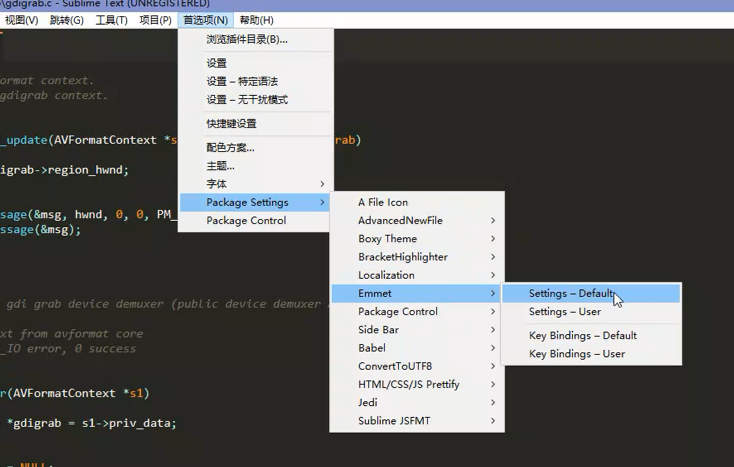 \gdigrab.c - Sublime Text (UNREGISTERED)
视图(V) 跳转(G) 工具(T) 项目(P) 首选项(N) 帮助(H)
浏览插件目录(B)...
设置
设置 – 特定语法
设置 – 无干扰模式
快捷键设置
配色方案...
主题...
字体
Package Settings
Package Control
A File Icon
AdvancedNewFile
Boxy Theme
BracketHighlighter
Localization
Emmet
Package Control
Side Bar
Babel
ConvertToUTF8
HTML/CSS/JS Prettify
Jedi
Sublime JSFMT
Settings – Default
Settings – User
Key Bindings – Default
Key Bindings – User
ormat context.
gdigrab context.
_update(AVFormatContext *s rab)
igrab->region_hwnd;
sage(&msg, hwnd, 0, 0, PM_
ssage(&msg);
gdi grab device demuxer (public device demuxer
xt from avformat core
_IO error, 0 success
r(AVFormatContext *s1)
*gdigrab = s1->priv_data;
= NULL;